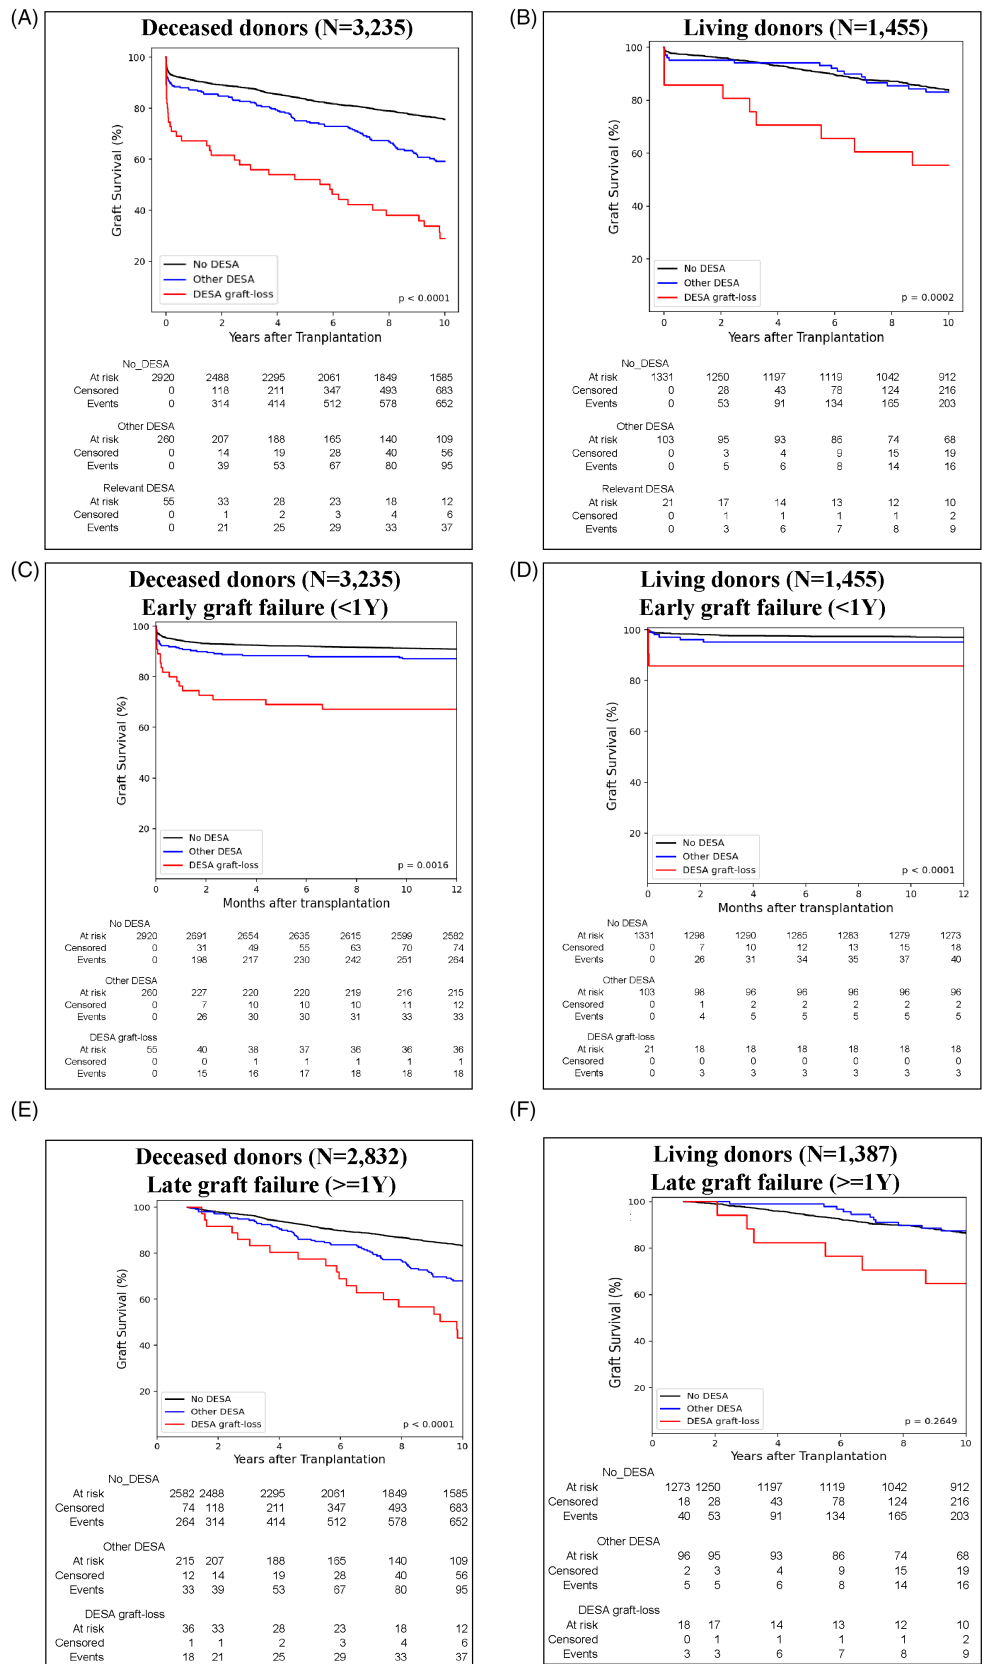 (A)
Deceased donors (N=3,235)
100
80
60
40
20
Graft Survival (%)
No DESA
Other DESA
DESA graft-loss
p < 0.0001
0 2 4 6 8 10
Years after Tranplantation
No_DESA
At risk 2920 2488 2295 2061 1849 1585
Censored 0 118 211 347 493 683
Events 0 314 414 512 578 652
Other DESA
At risk 260 207 188 165 140 109
Censored 0 14 19 28 40 56
Events 0 39 53 67 80 95
Relevant DESA
At risk 55 33 28 23 18 12
Censored 0 1 2 3 4 6
Events 0 21 25 29 33 37
(B)
Living donors (N=1,455)
100
80
60
40
20
Graft Survival (%)
No DESA
Other DESA
DESA graft-loss
p = 0.0002
0 2 4 6 8 10
Years after Tranplantation
No_DESA
At risk 1331 1250 1197 1119 1042 912
Censored 0 28 43 78 124 216
Events 0 53 91 134 165 203
Other DESA
At risk 103 95 93 86 74 68
Censored 0 3 4 9 15 19
Events 0 5 6 8 14 16
Relevant DESA
At risk 21 17 14 13 12 10
Censored 0 1 1 1 1 2
Events 0 3 6 7 8 9
(C)
Deceased donors (N=3,235)
Early graft failure (<1Y)
100
80
60
40
20
Graft Survival (%)
No DESA
Other DESA
DESA graft-loss
p = 0.0016
0 2 4 6 8 10 12
Months after transplantation
No DESA
At risk 2920 2691 2654 2635 2615 2599 2582
Censored 0 31 49 55 63 70 74
Events 0 198 217 230 242 251 264
Other DESA
At risk 260 227 220 220 219 216 215
Censored 0 7 10 10 10 11 12
Events 0 26 30 30 31 33 33
DESA graft-loss
At risk 55 40 38 37 36 36 36
Censored 0 0 1 1 1 1 1
Events 0 15 16 17 18 18 18
(D)
Living donors (N=1,455)
Early graft failure (<1Y)
100
80
60
40
20
Graft Survival (%)
No DESA
Other DESA
DESA graft-loss
p < 0.0001
0 2 4 6 8 10 12
Months after transplantation
No DESA
At risk 1331 1298 1290 1285 1283 1279 1273
Censored 0 7 10 12 13 15 18
Events 0 26 31 34 35 37 40
Other DESA
At risk 103 98 96 96 96 96 96
Censored 0 1 2 2 2 2 2
Events 0 4 5 5 5 5 5
DESA graft-loss
At risk 21 18 18 18 18 18 18
Censored 0 0 0 0 0 0 0
Events 0 3 3 3 3 3 3
(E)
Deceased donors (N=2,832)
Late graft failure (>=1Y)
100
80
60
40
20
Graft Survival (%)
No DESA
Other DESA
DESA graft-loss
p < 0.0001
0 2 4 6 8 10
Years after Tranplantation
No_DESA
At risk 2582 2488 2295 2061 1849 1585
Censored 74 118 211 347 493 683
Events 264 314 414 512 578 652
Other DESA
At risk 215 207 188 165 140 109
Censored 12 14 19 28 40 56
Events 33 39 53 67 80 95
DESA graft-loss
At risk 36 33 28 23 18 12
Censored 1 1 2 3 4 6
Events 18 21 25 29 33 37
(F)
Living donors (N=1,387)
Late graft failure (>=1Y)
100
80
60
40
20
Graft Survival (%)
No DESA
Other DESA
DESA graft-loss
p = 0.2649
0 2 4 6 8 10
Years after Tranplantation
No_DESA
At risk 1273 1250 1197 1119 1042 912
Censored 18 28 43 78 124 216
Events 40 53 91 134 165 203
Other DESA
At risk 96 95 93 86 74 68
Censored 2 3 4 9 15 19
Events 5 5 6 8 14 16
DESA graft-loss
At risk 18 17 14 13 12 10
Censored 0 1 1 1 1 2
Events 3 3 6 7 8 9